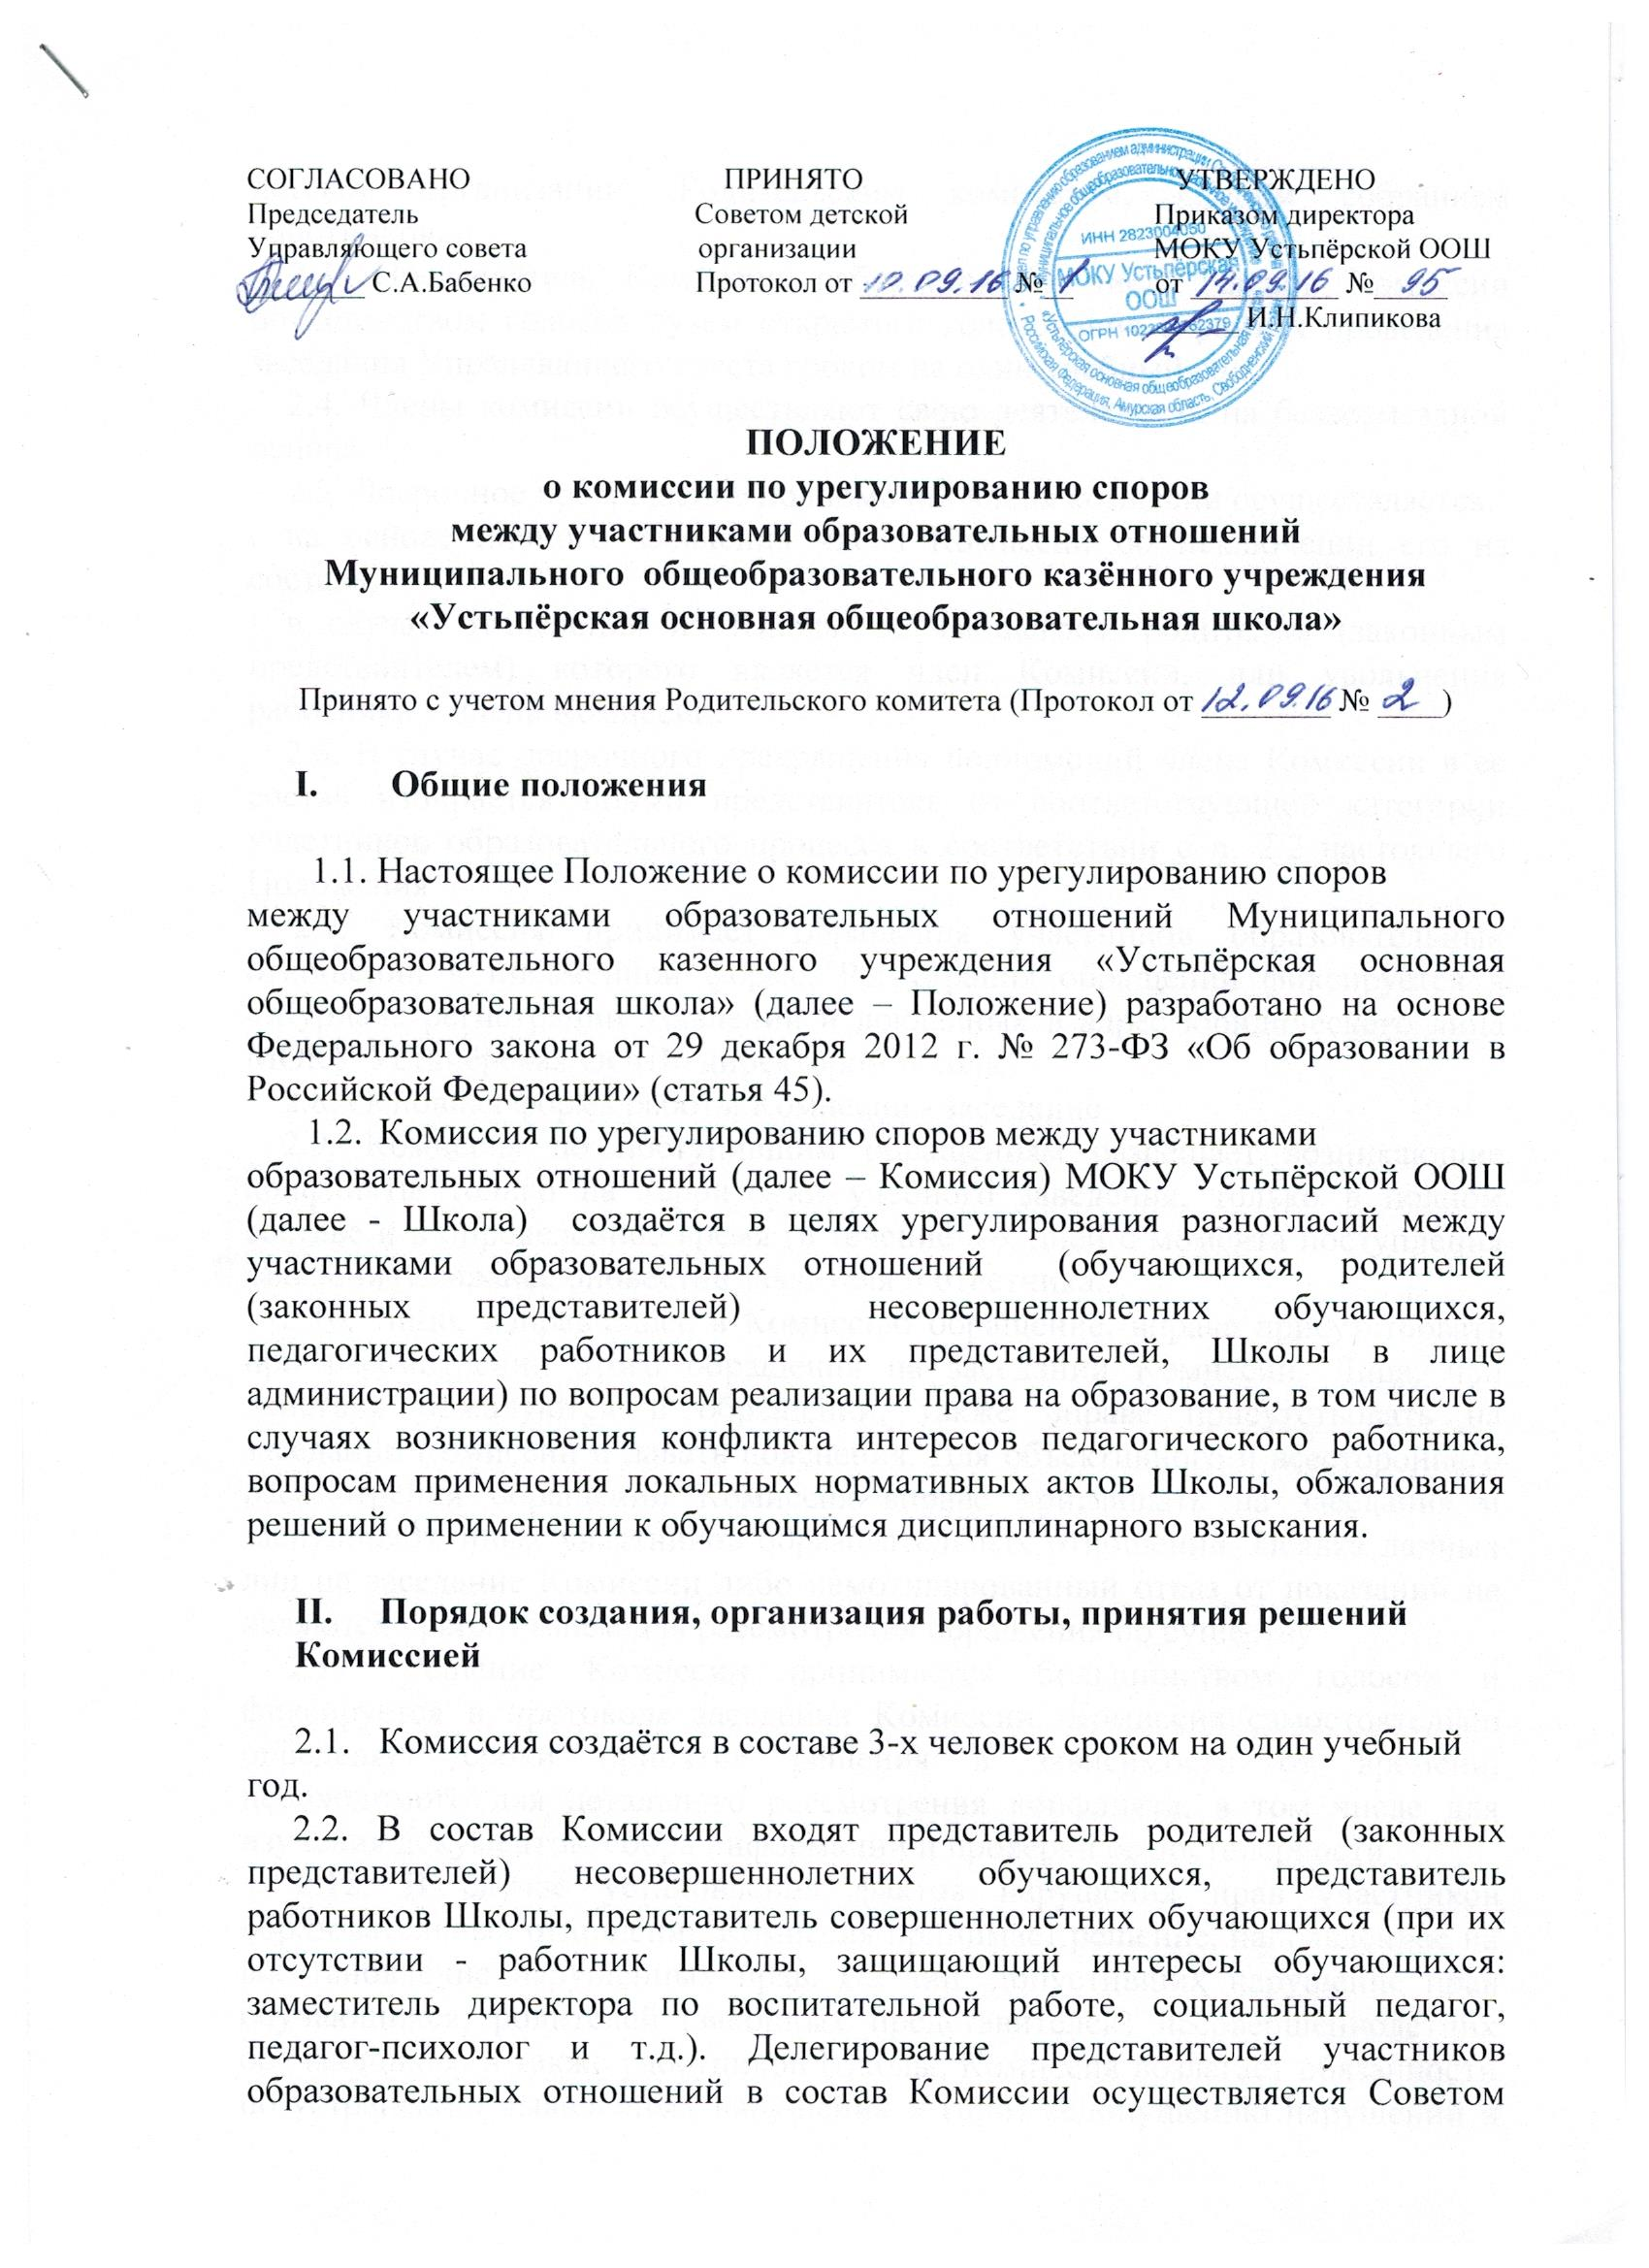 СОГЛАСОВАНО
Председатель
Управляющего совета
________ С.А.Бабенко
ПРИНЯТО
Советом детской
организации
Протокол от 10.09.16 № 1
УТВЕРЖДЕНО
Приказом директора
МОКУ Устьпёрской ООШ
от 14.09.16 № 95
________ И.Н.Клипикова
ИНН 2823004050
МОКУ Устьпёрская
ООШ
ПОЛОЖЕНИЕ
о комиссии по урегулированию споров
между участниками образовательных отношений
Муниципального общеобразовательного казённого учреждения
«Устьпёрская основная общеобразовательная школа»
Принято с учетом мнения Родительского комитета (Протокол от 12.09.16 № 2)
I. Общие положения
1.1. Настоящее Положение о комиссии по урегулированию споров
между участниками образовательных отношений Муниципального
общеобразовательного казенного учреждения «Устьпёрская основная
общеобразовательная школа» (далее – Положение) разработано на основе
Федерального закона от 29 декабря 2012 г. № 273-ФЗ «Об образовании в
Российской Федерации» (статья 45).
1.2. Комиссия по урегулированию споров между участниками
образовательных отношений (далее – Комиссия) МОКУ Устьпёрской ООШ
(далее - Школа) создаётся в целях урегулирования разногласий между
участниками образовательных отношений (обучающихся, родителей
(законных представителей) несовершеннолетних обучающихся,
педагогических работников и их представителей, Школы в лице
администрации) по вопросам реализации права на образование, в том числе в
случаях возникновения конфликта интересов педагогического работника,
вопросам применения локальных нормативных актов Школы, обжалования
решений о применении к обучающимся дисциплинарного взыскания.
II. Порядок создания, организация работы, принятия решений
Комиссией
2.1. Комиссия создаётся в составе 3-х человек сроком на один учебный
год.
2.2. В состав Комиссии входят представитель родителей (законных
представителей) несовершеннолетних обучающихся, представитель
работников Школы, представитель совершеннолетних обучающихся (при их
отсутствии - работник Школы, защищающий интересы обучающихся:
заместитель директора по воспитательной работе, социальный педагог,
педагог-психолог и т.д.). Делегирование представителей участников
образовательных отношений в состав Комиссии осуществляется Советом